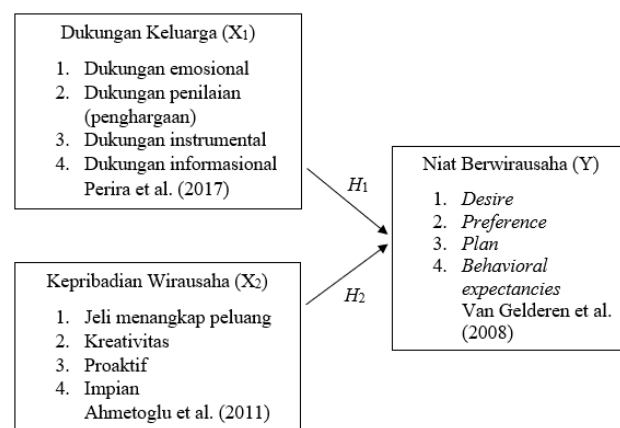 Dukungan Keluarga (X₁)
1. Dukungan emosional
2. Dukungan penilaian
(penghargaan)
3. Dukungan instrumental
4. Dukungan informasional
Perira et al. (2017)
H₁
Niat Berwirausaha (Y)
1. Desire
2. Preference
3. Plan
4. Behavioral
expectancies
Van Gelderen et al.
(2008)
Kepribadian Wirausaha (X₂)
1. Jeli menangkap peluang
2. Kreativitas
3. Proaktif
4. Impian
Ahmetoglu et al. (2011)
H₂